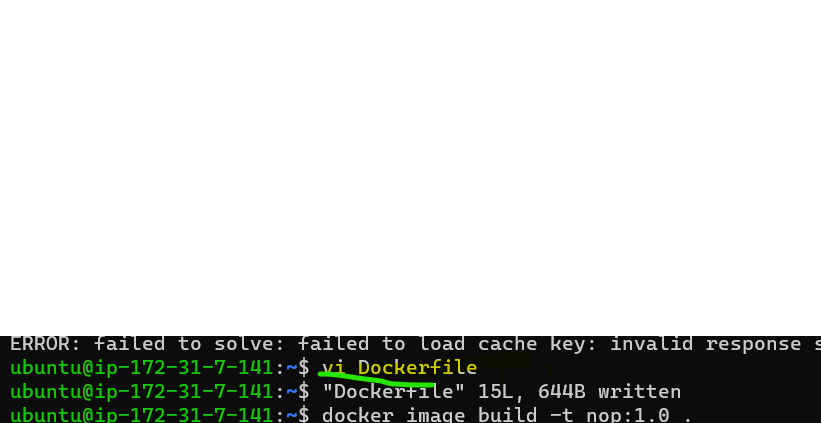 ERROR: failed to solve: failed to load cache key: invalid response s
ubuntu@ip-172-31-7-141:~$ vi Dockerfile
ubuntu@ip-172-31-7-141:~$ "Dockerfile" 15L, 644B written
ubuntu@ip-172-31-7-141:~$ docker image build -t nop:1.0 .